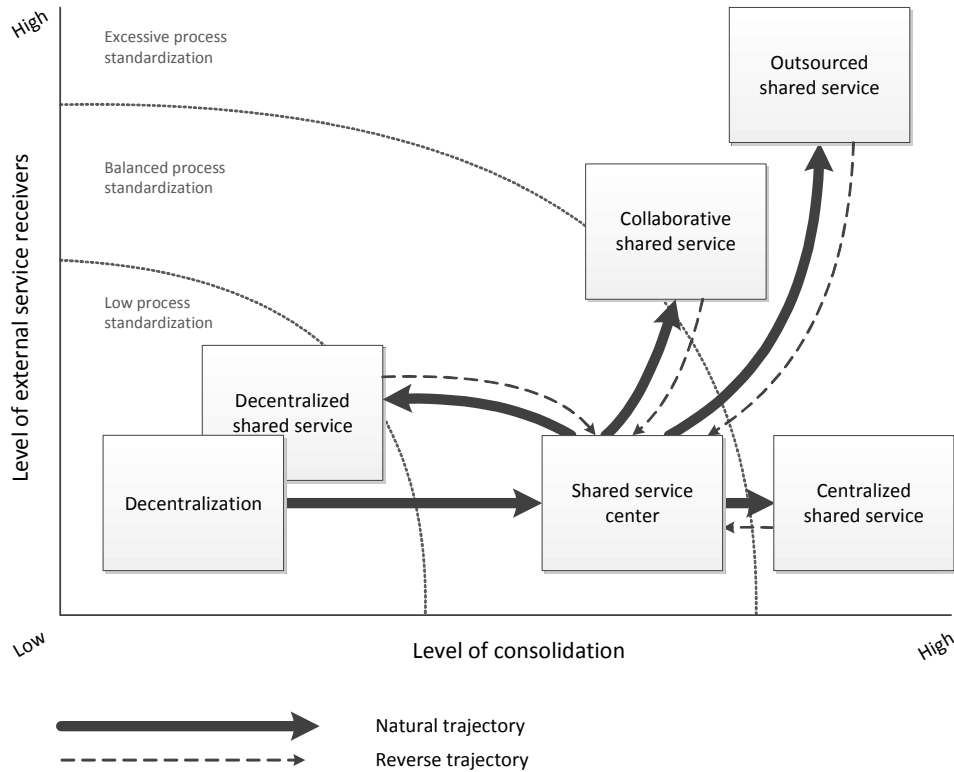 High
Excessive process
standardization
Outsourced
shared service
Balanced process
standardization
Collaborative
shared service
Level of external service receivers
Low process
standardization
Decentralized
shared service
Decentralization
Shared service
center
Centralized
shared service
Low
Level of consolidation
High
Natural trajectory
Reverse trajectory